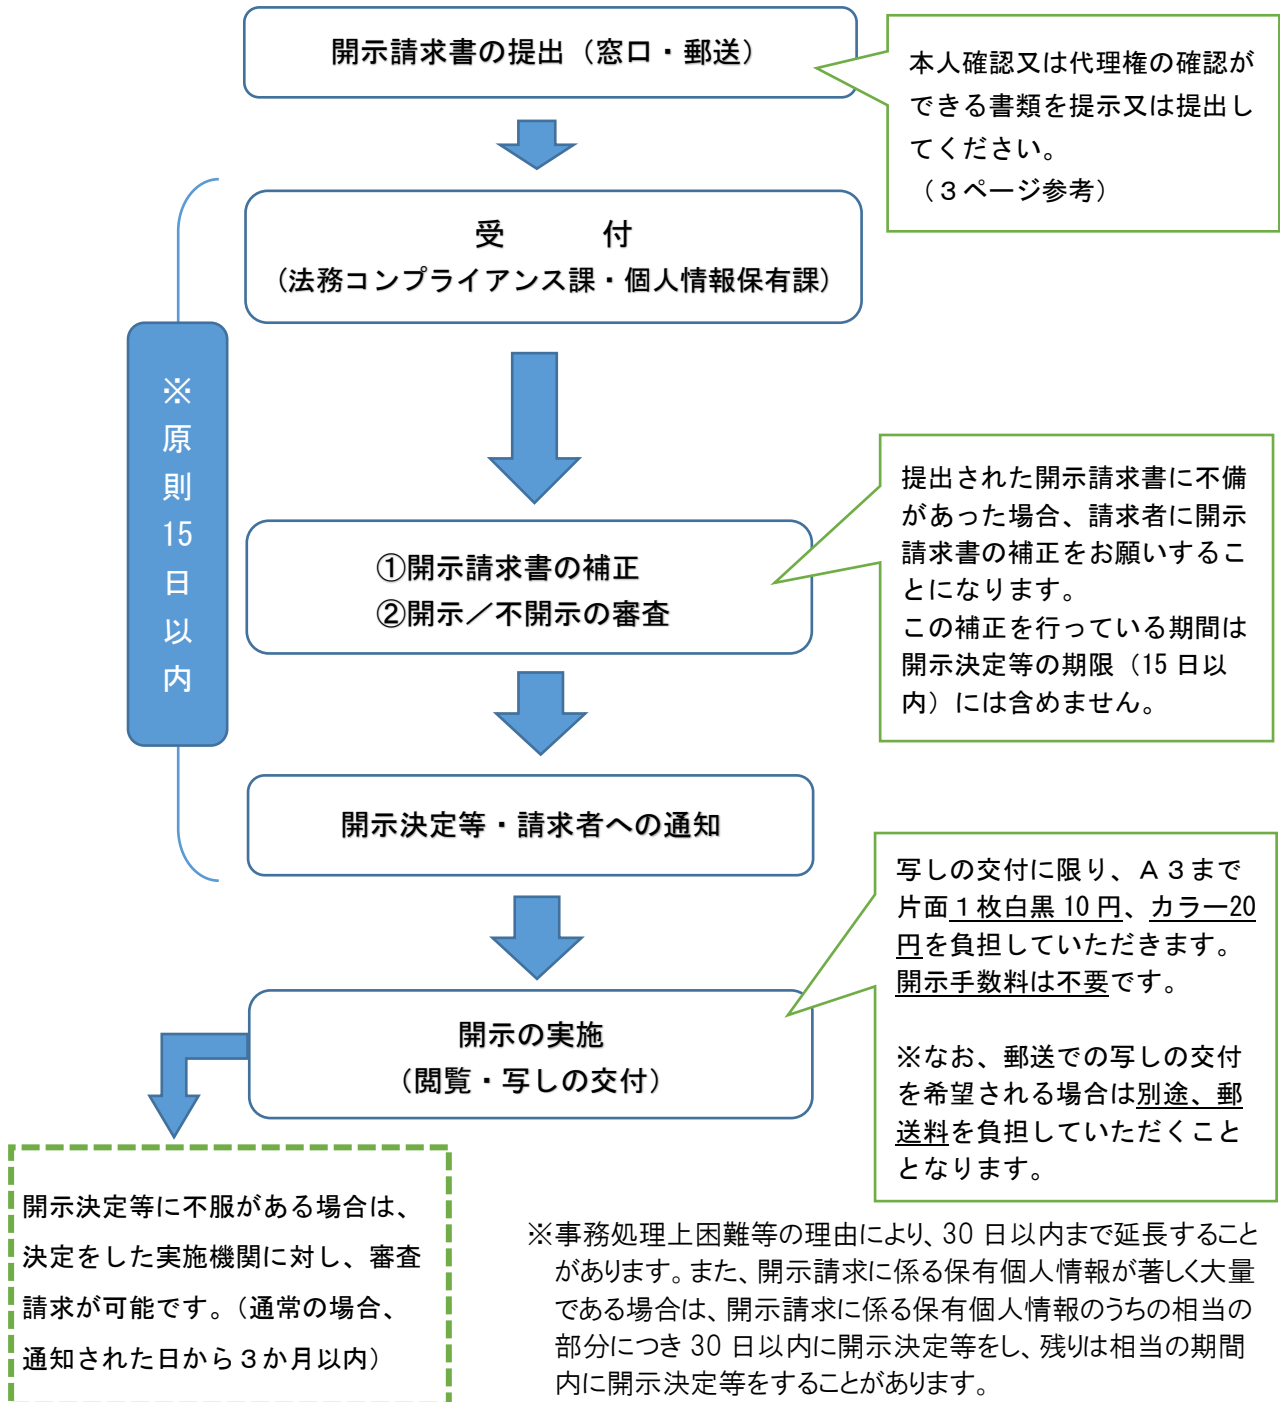 開示請求書の提出（窓口・郵送）
本人確認又は代理権の確認が
できる書類を提示又は提出し
てください。
（３ページ参考）
受　　　付
（法務コンプライアンス課・個人情報保有課）
※原則15日以内
①開示請求書の補正
②開示／不開示の審査
提出された開示請求書に不備
があった場合、請求者に開示
請求書の補正をお願いするこ
とになります。
この補正を行っている期間は
開示決定等の期限（15 日以
内）には含めません。
開示決定等・請求者への通知
写しの交付に限り、Ａ３まで
片面１枚白黒 10 円、カラー20
円を負担していただきます。
開示手数料は不要です。
※なお、郵送での写しの交付
を希望される場合は別途、郵
送料を負担していただくこと
となります。
開示の実施
（閲覧・写しの交付）
開示決定等に不服がある場合は、
決定をした実施機関に対し、審査
請求が可能です。（通常の場合、
通知された日から３か月以内）
※事務処理上困難等の理由により、30 日以内まで延長すること
があります。また、開示請求に係る保有個人情報が著しく大量
である場合は、開示請求に係る保有個人情報のうちの相当の
部分につき 30 日以内に開示決定等をし、残りは相当の期間
内に開示決定等をすることがあります。